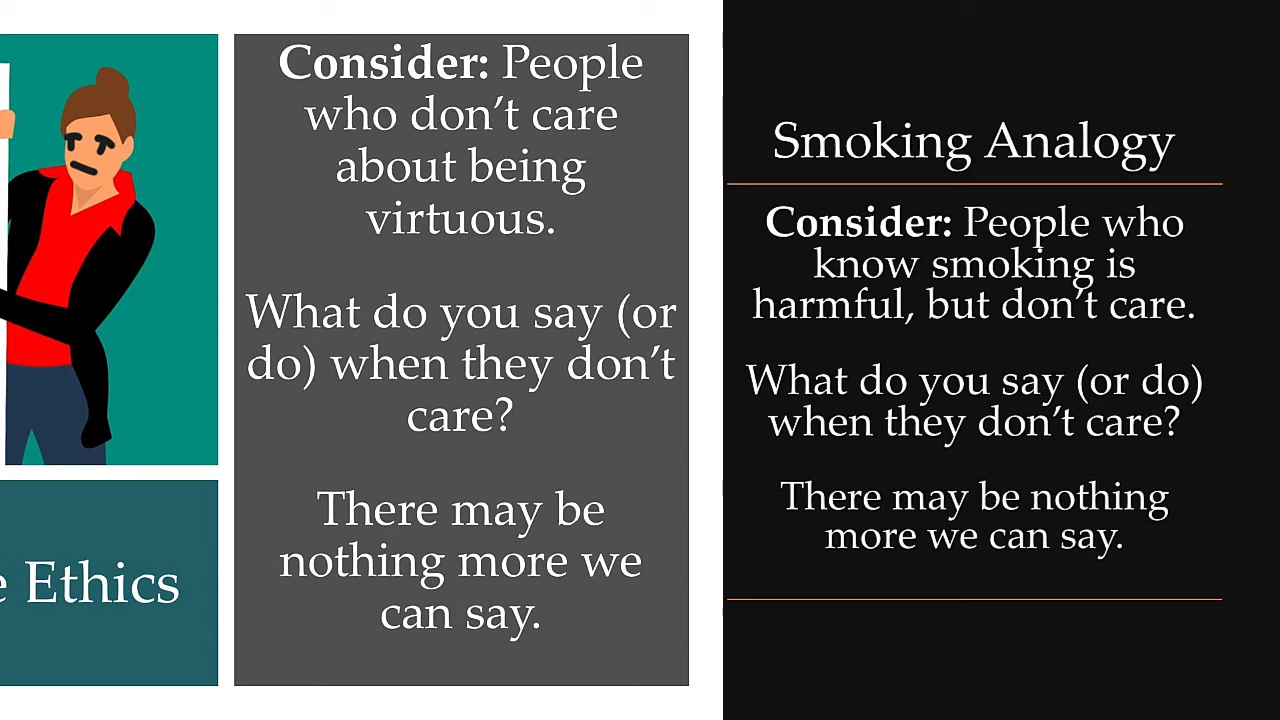 Consider: People
who don't care
about being
virtuous.
What do you say (or
do) when they don't
care?
There may be
nothing more we
can say.
Ethics
Smoking Analogy
Consider: People who
know smoking is
harmful, but don't care.
What do you say (or do)
when they don't care?
There may be nothing
more we can say.